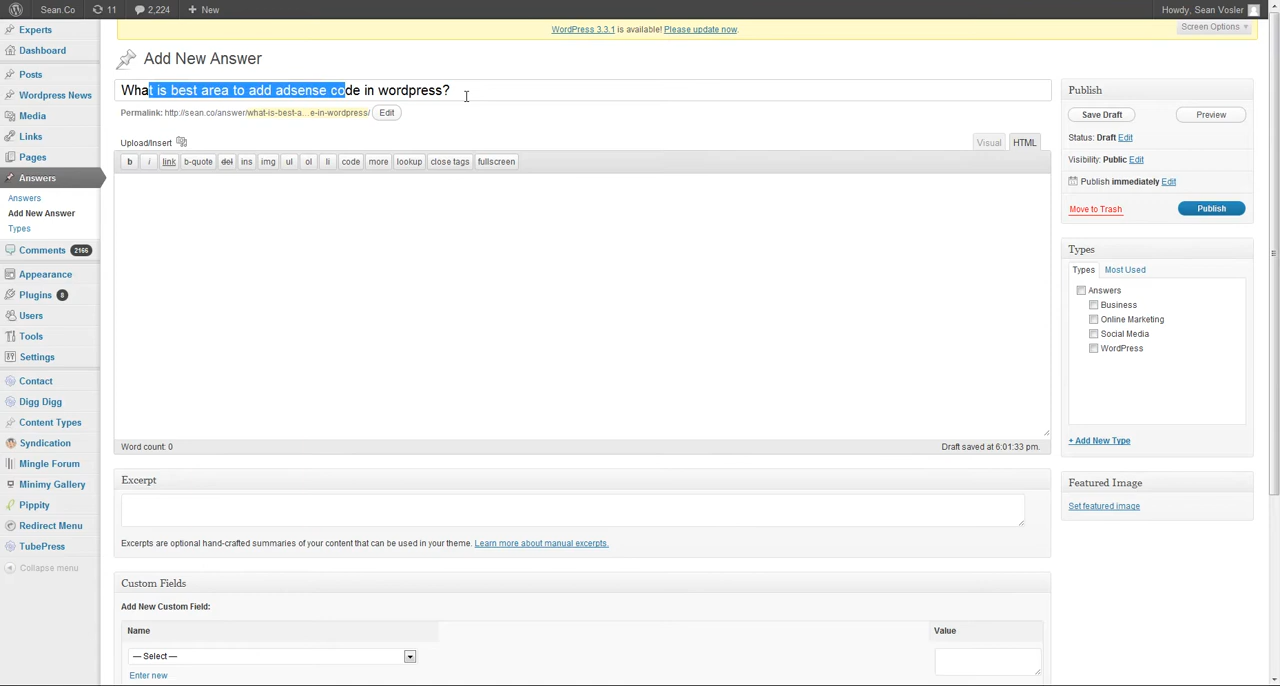 Sean.Co 11 2,224 + New Howdy, Sean Vosler
WordPress 3.3.1 is available! Please update now.
Screen Options
Experts
Dashboard
Posts
Wordpress News
Media
Links
Pages
Answers
Answers
Add New Answer
Types
Comments 2166
Appearance
Plugins 8
Users
Tools
Settings
Contact
Digg Digg
Content Types
Syndication
Mingle Forum
Minimy Gallery
Pippity
Redirect Menu
TubePress
Collapse menu
Add New Answer
What is best area to add adsense code in wordpress?
Permalink: http://sean.co/answer/what-is-best-a... e-in-wordpress/ Edit
Upload/Insert
Visual HTML
b i link b-quote del ins img ul ol li code more lookup close tags fullscreen
Word count: 0 Draft saved at 6:01:33 pm.
Excerpt
Excerpts are optional hand-crafted summaries of your content that can be used in your theme. Learn more about manual excerpts.
Custom Fields
Add New Custom Field:
Name Value
— Select —
Enter new
Publish
Save Draft Preview
Status: Draft Edit
Visibility: Public Edit
Publish immediately Edit
Move to Trash Publish
Types
Types Most Used
Answers
Business
Online Marketing
Social Media
WordPress
+ Add New Type
Featured Image
Set featured image